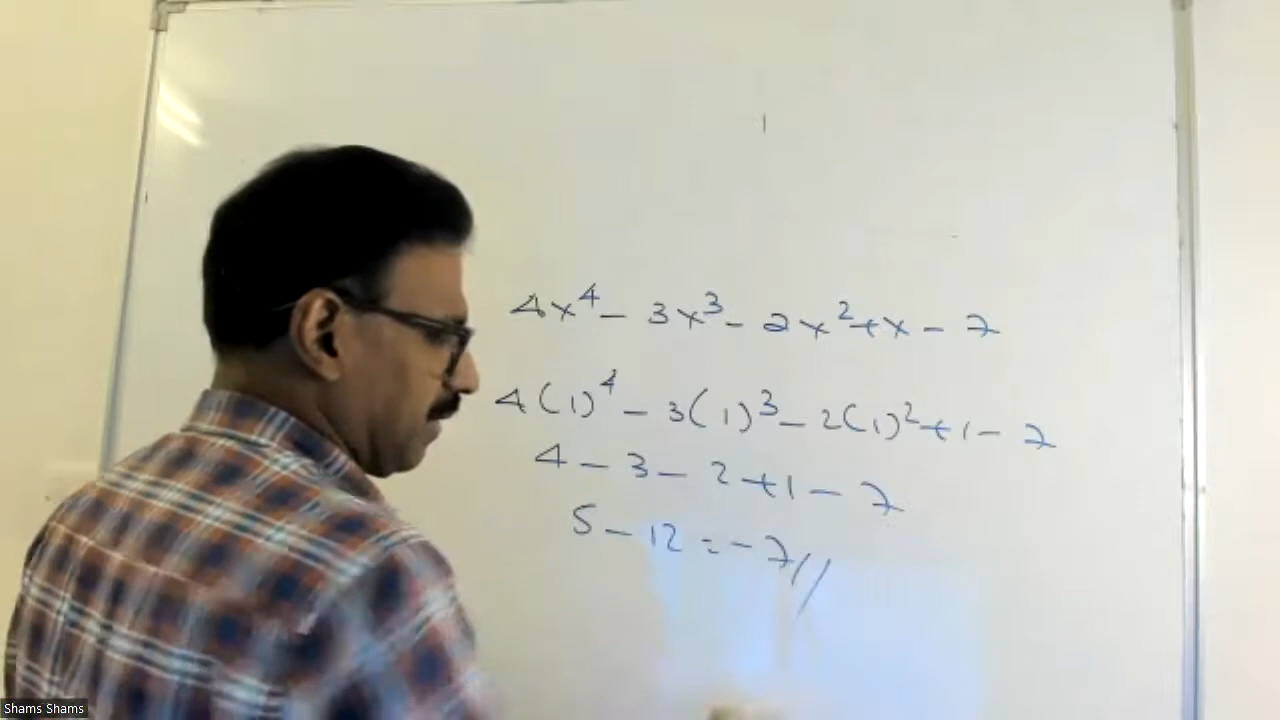 4x⁴ - 3x³ - 2x² + x - 7
4(1)⁴ - 3(1)³ - 2(1)² + 1 - 7
4 - 3 - 2 + 1 - 7
5 - 12 = - 7 //
Shams Shams